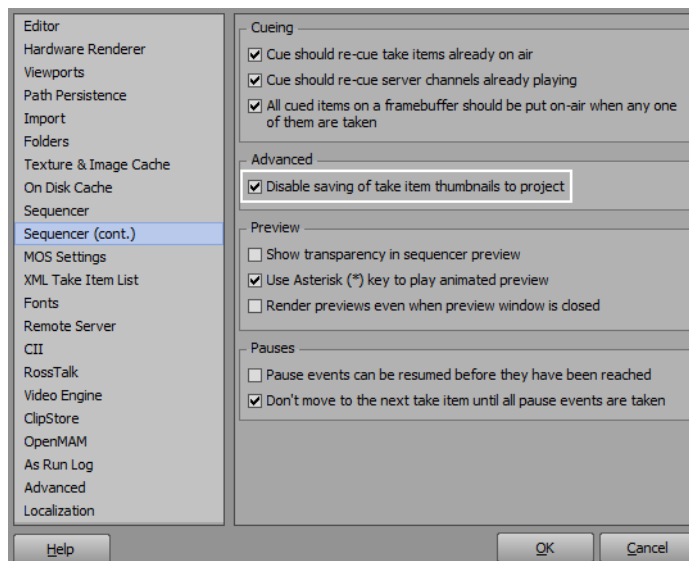 Editor
Hardware Renderer
Viewports
Path Persistence
Import
Folders
Texture & Image Cache
On Disk Cache
Sequencer
Sequencer (cont.)
MOS Settings
XML Take Item List
Fonts
Remote Server
CII
RossTalk
Video Engine
ClipStore
OpenMAM
As Run Log
Advanced
Localization
Cueing
Cue should re-cue take items already on air
Cue should re-cue server channels already playing
All cued items on a framebuffer should be put on-air when any one
of them are taken
Advanced
Disable saving of take item thumbnails to project
Preview
Show transparency in sequencer preview
Use Asterisk (*) key to play animated preview
Render previews even when preview window is closed
Pauses
Pause events can be resumed before they have been reached
Don't move to the next take item until all pause events are taken
Help
OK
Cancel